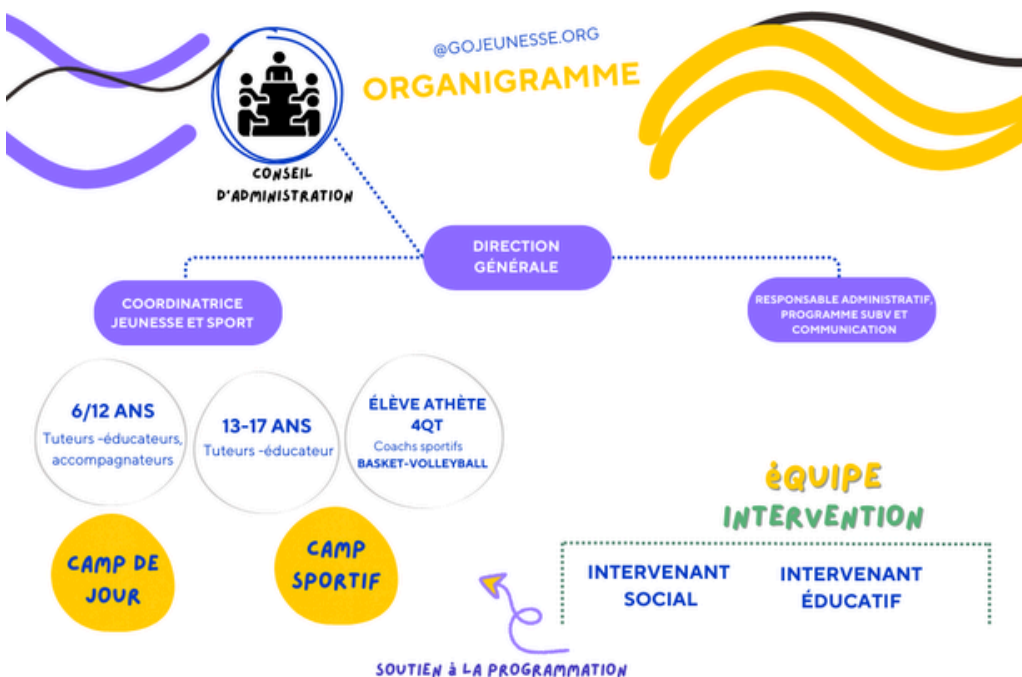 @GOJEUNESSE.ORG
ORGANIGRAMME
CONSEIL
D'ADMINISTRATION
DIRECTION
GÉNÉRALE
COORDINATRICE
JEUNESSE ET SPORT
RESPONSABLE ADMINISTRATIF,
PROGRAMME SUBV ET
COMMUNICATION
6/12 ANS
Tuteurs -éducateurs,
accompagnateurs
13-17 ANS
Tuteurs -éducateur
ÉLÈVE ATHÈTE
4QT
Coachs sportifs
BASKET-VOLLEYBALL
CAMP DE
JOUR
CAMP
SPORTIF
éQUIPE
INTERVENTION
INTERVENANT
SOCIAL
INTERVENANT
ÉDUCATIF
SOUTIEN à LA PROGRAMMATION